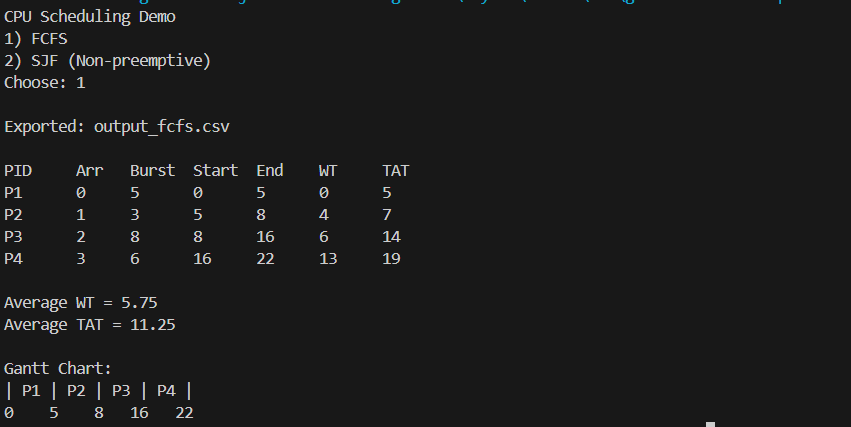 CPU Scheduling Demo
1) FCFS
2) SJF (Non-preemptive)
Choose: 1
Exported: output_fcfs.csv
PID Arr Burst Start End WT TAT
P1 0 5 0 5 0 5
P2 1 3 5 8 4 7
P3 2 8 8 16 6 14
P4 3 6 16 22 13 19
Average WT = 5.75
Average TAT = 11.25
Gantt Chart:
| P1 | P2 | P3 | P4 |
0 5 8 16 22